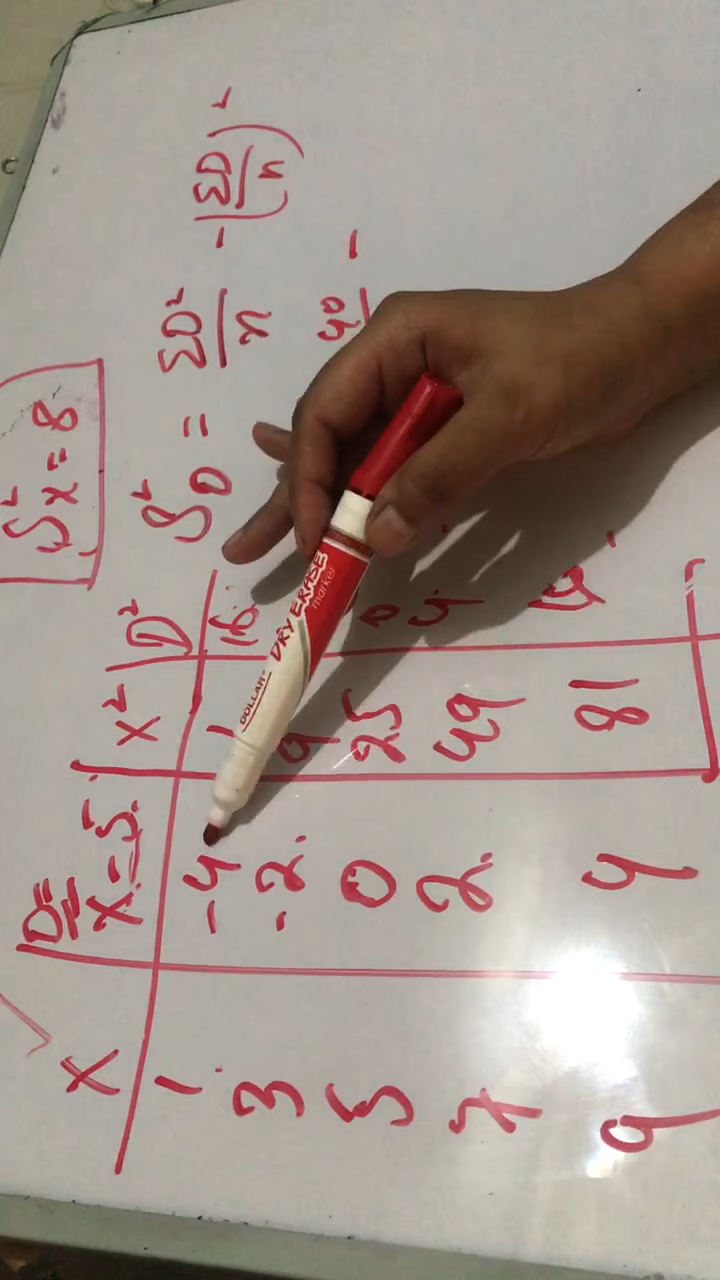 S²x = 8
S²D = ΣD²/n - (ΣD/n)²
40 -
X | D = X - 5 | X² | D²
1 | -4 | 1 | 16
3 | -2 | 9
5 | 0 | 25 | 0
7 | 2 | 49 | 4
9 | 4 | 81
DOLLAR DRY ERASE marker